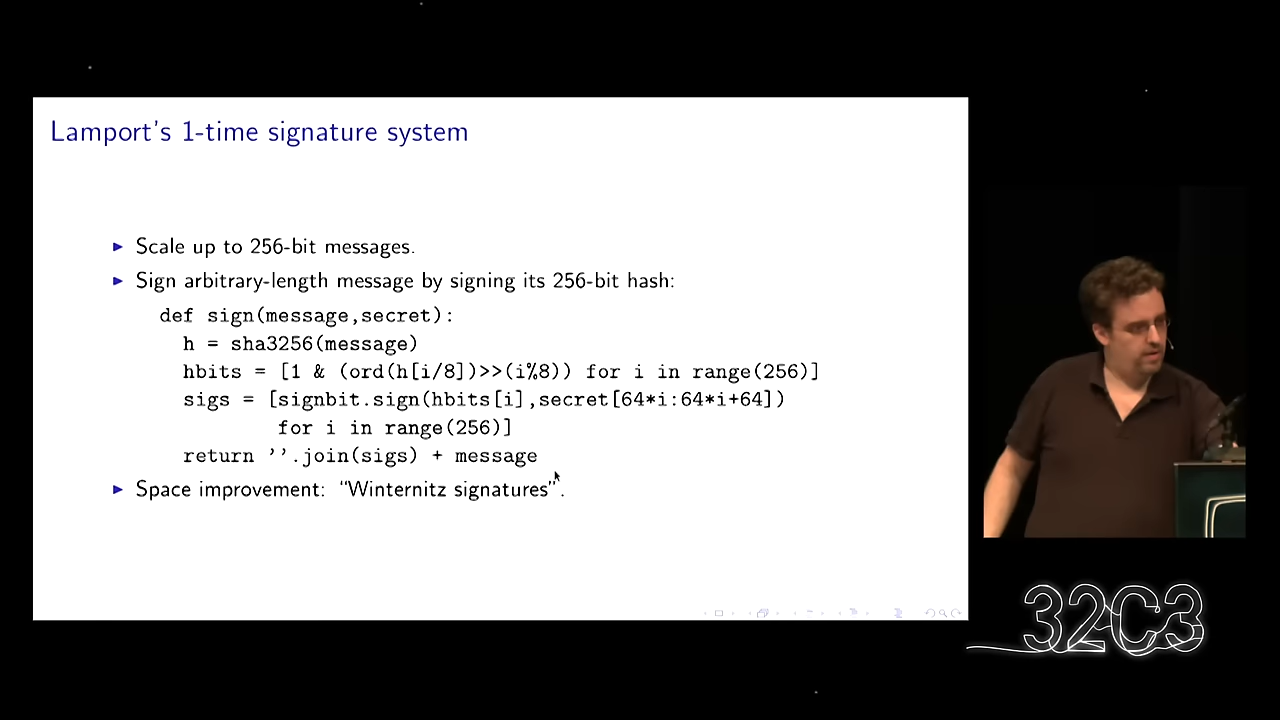 Lamport's 1-time signature system
Scale up to 256-bit messages.
Sign arbitrary-length message by signing its 256-bit hash:
def sign(message,secret):
h = sha3256(message)
hbits = [1 & (ord(h[i/8])>>(i%8)) for i in range(256)]
sigs = [signbit.sign(hbits[i],secret[64*i:64*i+64])
for i in range(256)]
return ’’.join(sigs) + message
Space improvement: “Winternitz signatures”.
32C3